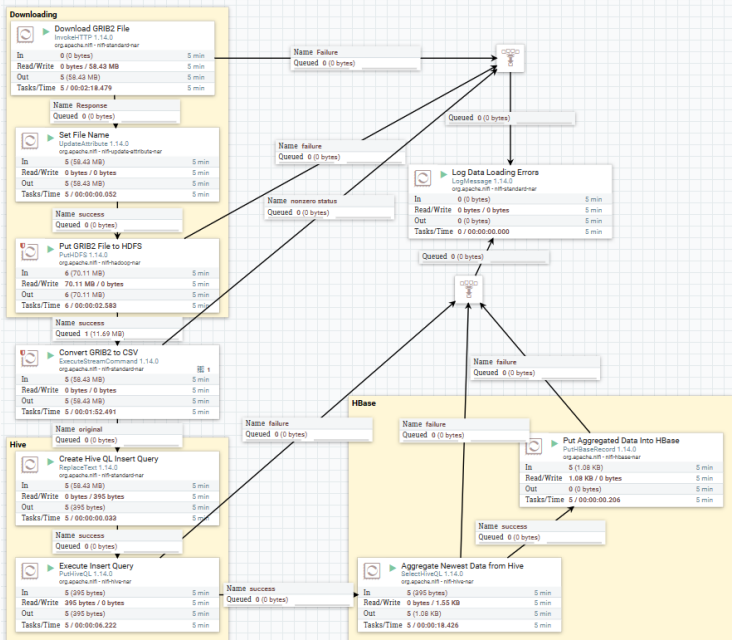 Downloading
Download GRIB2 File
InvokeHTTP 1.14.0
org.apache.nifi - nifi-standard-nar
In 0 (0 bytes) 5 min
Read/Write 0 bytes / 58.43 MB 5 min
Out 5 (58.43 MB) 5 min
Tasks/Time 5 / 00:02:18.479 5 min
Name Response
Queued 0 (0 bytes)
Set File Name
UpdateAttribute 1.14.0
org.apache.nifi - nifi-update-attribute-nar
In 5 (58.43 MB) 5 min
Read/Write 0 bytes / 0 bytes 5 min
Out 5 (58.43 MB) 5 min
Tasks/Time 5 / 00:00:00.052 5 min
Name success
Queued 0 (0 bytes)
Put GRIB2 File to HDFS
PutHDFS 1.14.0
org.apache.nifi - nifi-hadoop-nar
In 6 (70.11 MB) 5 min
Read/Write 70.11 MB / 0 bytes 5 min
Out 6 (70.11 MB) 5 min
Tasks/Time 6 / 00:00:02.583 5 min
Name success
Queued 1 (11.69 MB)
Convert GRIB2 to CSV
ExecuteStreamCommand 1.14.0
org.apache.nifi - nifi-standard-nar
1
In 5 (58.43 MB) 5 min
Read/Write 0 bytes / 0 bytes 5 min
Out 5 (58.43 MB) 5 min
Tasks/Time 5 / 00:01:52.491 5 min
Name original
Queued 0 (0 bytes)
Hive
Create Hive QL Insert Query
ReplaceText 1.14.0
org.apache.nifi - nifi-standard-nar
In 5 (58.43 MB) 5 min
Read/Write 0 bytes / 395 bytes 5 min
Out 5 (395 bytes) 5 min
Tasks/Time 5 / 00:00:00.033 5 min
Name success
Queued 0 (0 bytes)
Execute Insert Query
PutHiveQL 1.14.0
org.apache.nifi - nifi-hive-nar
In 5 (395 bytes) 5 min
Read/Write 395 bytes / 0 bytes 5 min
Out 5 (395 bytes) 5 min
Tasks/Time 5 / 00:00:06.222 5 min
Name Failure
Queued 0 (0 bytes)
Queued 0 (0 bytes)
Name failure
Queued 0 (0 bytes)
Name nonzero status
Queued 0 (0 bytes)
Log Data Loading Errors
LogMessage 1.14.0
org.apache.nifi - nifi-standard-nar
In 0 (0 bytes) 5 min
Read/Write 0 bytes / 0 bytes 5 min
Out 0 (0 bytes) 5 min
Tasks/Time 0 / 00:00:00.000 5 min
Queued 0 (0 bytes)
Name failure
Queued 0 (0 bytes)
Name failure
Queued 0 (0 bytes)
HBase
Name failure
Queued 0 (0 bytes)
Put Aggregated Data Into HBase
PutHBaseRecord 1.14.0
org.apache.nifi - nifi-hbase-nar
In 5 (1.08 KB) 5 min
Read/Write 1.08 KB / 0 bytes 5 min
Out 0 (0 bytes) 5 min
Tasks/Time 5 / 00:00:00.206 5 min
Name success
Queued 0 (0 bytes)
Name success
Queued 0 (0 bytes)
Aggregate Newest Data from Hive
SelectHiveQL 1.14.0
org.apache.nifi - nifi-hive-nar
In 5 (395 bytes) 5 min
Read/Write 0 bytes / 1.55 KB 5 min
Out 5 (1.08 KB) 5 min
Tasks/Time 5 / 00:00:18.426 5 min